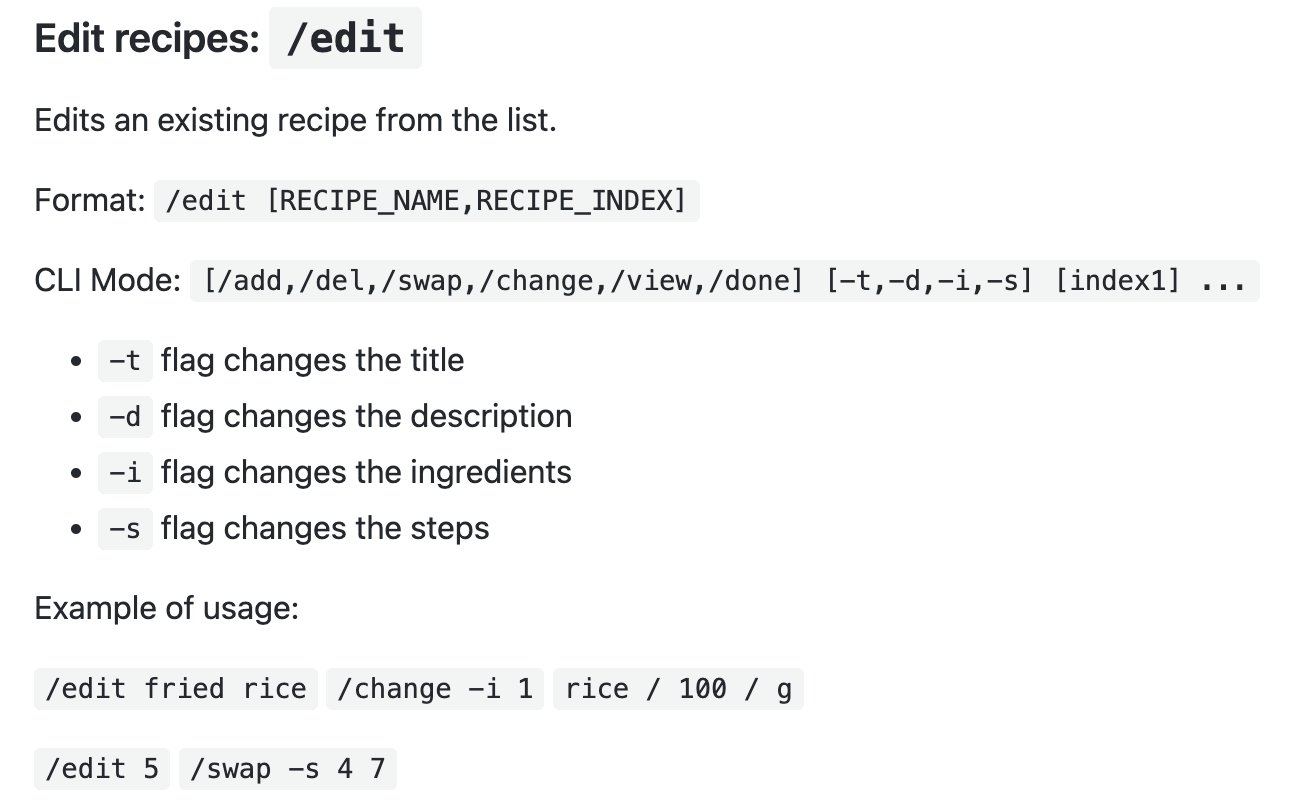 Edit recipes: /edit
Edits an existing recipe from the list.
Format: /edit [RECIPE_NAME,RECIPE_INDEX]
CLI Mode: [/add,/del,/swap,/change,/view,/done] [-t,-d,-i,-s] [index1] ...
• -t flag changes the title
• -d flag changes the description
• -i flag changes the ingredients
• -s flag changes the steps
Example of usage:
/edit fried rice /change -i 1 rice / 100 / g
/edit 5 /swap -s 4 7